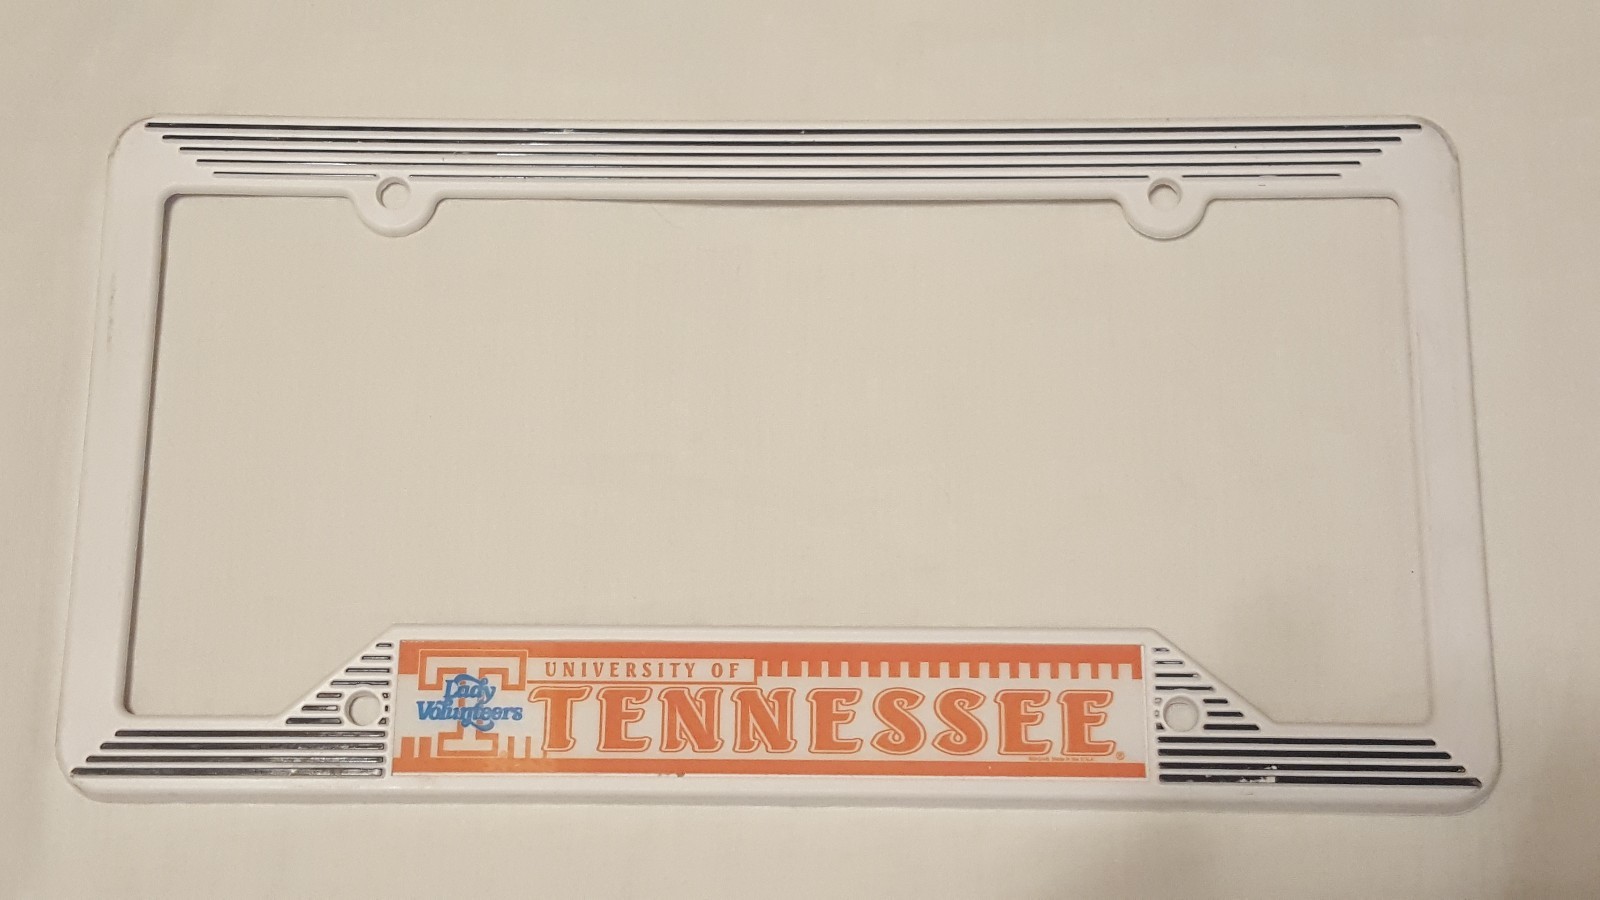 UNIVERSITY OF
T
Lady
Volunteers
TENNESSEE®